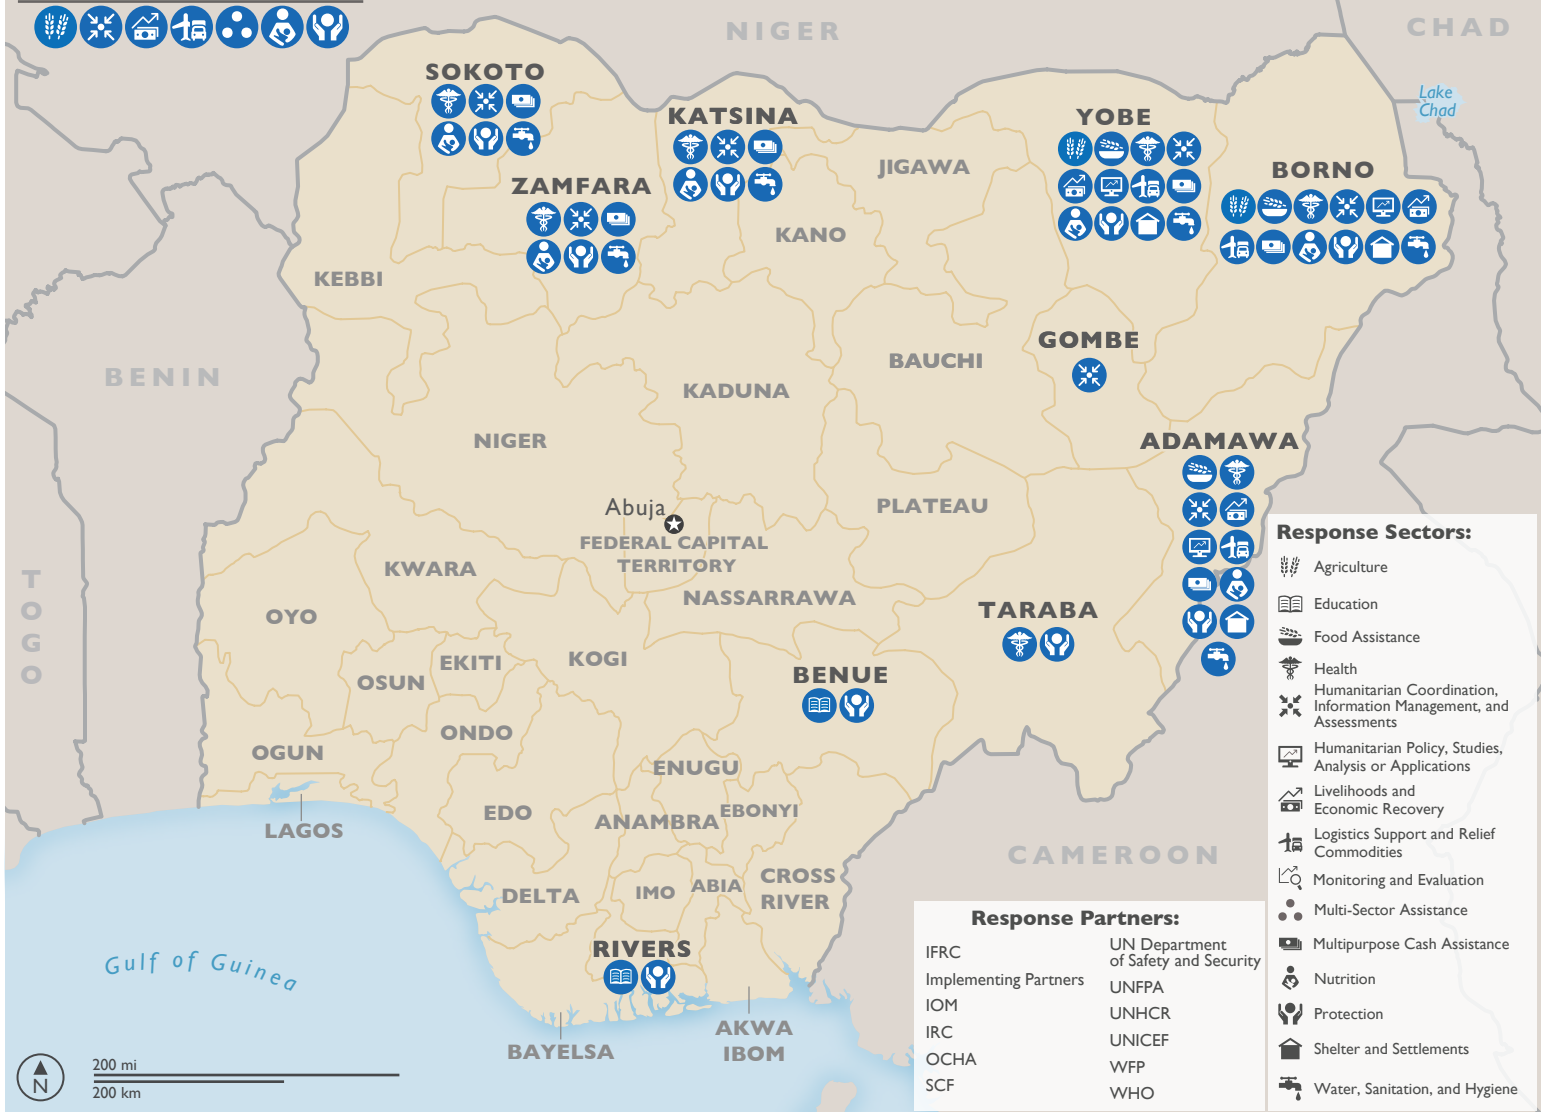 NIGER
CHAD
Lake
Chad
SOKOTO
KATSINA
YOBE
BORNO
JIGAWA
ZAMFARA
KANO
KEBBI
GOMBE
BAUCHI
BENIN
KADUNA
NIGER
ADAMAWA
Abuja
PLATEAU
FEDERAL CAPITAL
TERRITORY
KWARA
NASSARRAWA
TOGO
OYO
TARABA
EKITI
KOGI
OSUN
BENUE
ONDO
OGUN
ENUGU
EDO
EBONYI
ANAMBRA
LAGOS
CAMEROON
CROSS
RIVER
ABIA
IMO
DELTA
RIVERS
Gulf of Guinea
AKWA
IBOM
BAYELSA
N
200 mi
200 km
Response Partners:
IFRC
Implementing Partners
IOM
IRC
OCHA
SCF
UN Department
of Safety and Security
UNFPA
UNHCR
UNICEF
WFP
WHO
Response Sectors:
Agriculture
Education
Food Assistance
Health
Humanitarian Coordination,
Information Management, and
Assessments
Humanitarian Policy, Studies,
Analysis or Applications
Livelihoods and
Economic Recovery
Logistics Support and Relief
Commodities
Monitoring and Evaluation
Multi-Sector Assistance
Multipurpose Cash Assistance
Nutrition
Protection
Shelter and Settlements
Water, Sanitation, and Hygiene